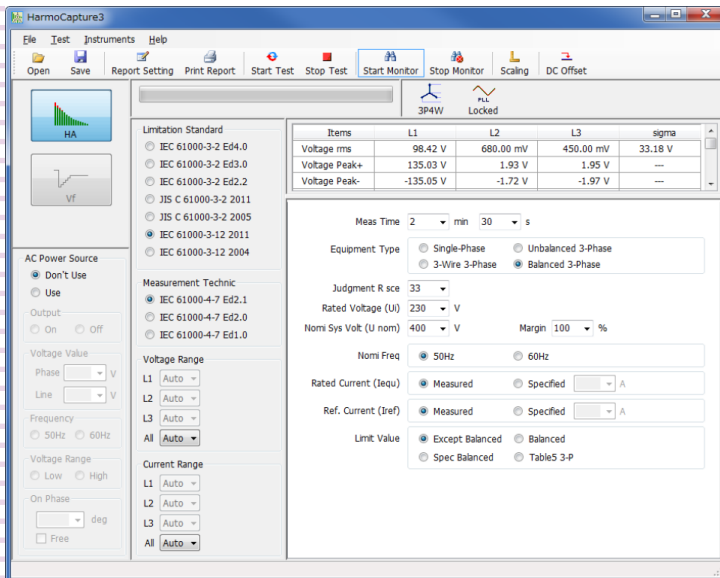 HarmoCapture3
File Test Instruments Help
Open Save Report Setting Print Report Start Test Stop Test Start Monitor Stop Monitor Scaling DC Offset
HA
Vf
3P4W
PLL
Locked
AC Power Source
Don't Use
Use
Output
On Off
Voltage Value
Phase V
Line V
Frequency
50Hz 60Hz
Voltage Range
Low High
On Phase
deg
Free
Limitation Standard
IEC 61000-3-2 Ed4.0
IEC 61000-3-2 Ed3.0
IEC 61000-3-2 Ed2.2
JIS C 61000-3-2 2011
JIS C 61000-3-2 2005
IEC 61000-3-12 2011
IEC 61000-3-12 2004
Measurement Technic
IEC 61000-4-7 Ed2.1
IEC 61000-4-7 Ed2.0
IEC 61000-4-7 Ed1.0
Voltage Range
L1 Auto
L2 Auto
L3 Auto
All Auto
Current Range
L1 Auto
L2 Auto
L3 Auto
All Auto
Items L1 L2 L3 sigma
Voltage rms 98.42 V 680.00 mV 450.00 mV 33.18 V
Voltage Peak+ 135.03 V 1.93 V 1.95 V ---
Voltage Peak- -135.05 V -1.72 V -1.97 V ---
Meas Time 2 min 30 s
Equipment Type Single-Phase Unbalanced 3-Phase
3-Wire 3-Phase Balanced 3-Phase
Judgment R sce 33
Rated Voltage (Ui) 230 V
Nomi Sys Volt (U nom) 400 V Margin 100 %
Nomi Freq 50Hz 60Hz
Rated Current (Iequ) Measured Specified A
Ref. Current (Iref) Measured Specified A
Limit Value Except Balanced Balanced
Spec Balanced Table5 3-P